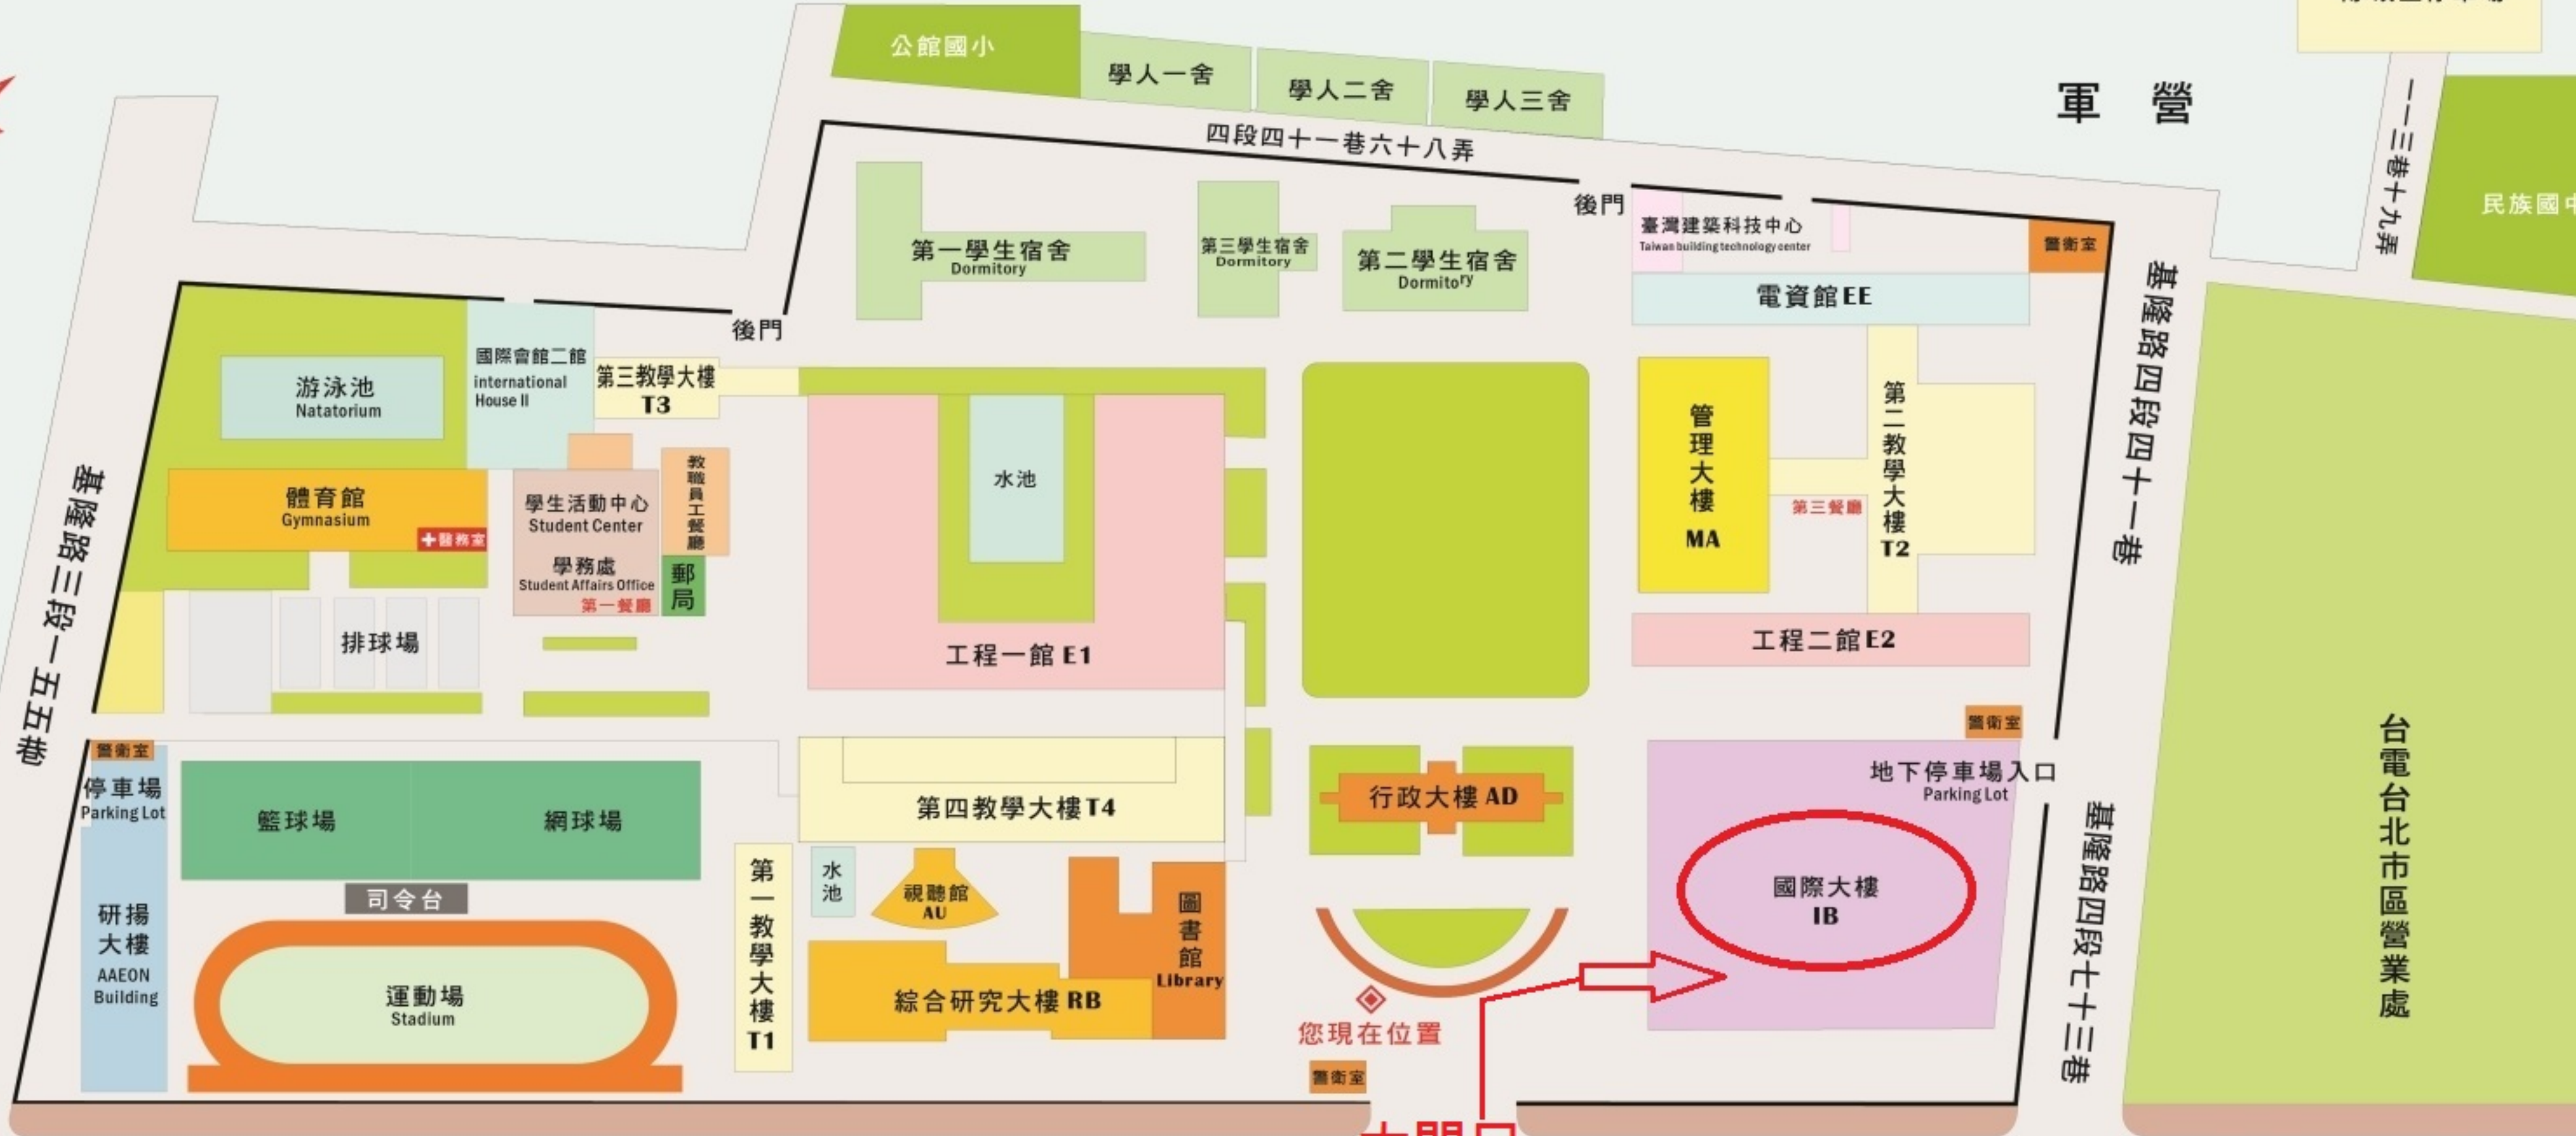 公館國小
學人一舍
學人二舍
學人三舍
軍營
四段四十一巷六十八弄
一一三巷十九弄
民族國中
後門
臺灣建築科技中心
Taiwan building technology center
警衛室
第一學生宿舍
Dormitory
第三學生宿舍
Dormitory
第二學生宿舍
Dormitory
電資館EE
基隆路四段四十一巷
後門
游泳池
Natatorium
國際會館二館
international
House II
第三教學大樓
T3
水池
管理大樓
MA
第二教學大樓
T2
第三餐廳
體育館
Gymnasium
醫務室
學生活動中心
Student Center
學務處
Student Affairs Office
第一餐廳
教職員工餐廳
郵局
基隆路三段一五五巷
排球場
工程一館 E1
工程二館E2
警衛室
警衛室
停車場
Parking Lot
籃球場
網球場
第四教學大樓T4
行政大樓 AD
地下停車場入口
Parking Lot
台電台北市區營業處
基隆路四段七十三巷
司令台
第一教學大樓
T1
水池
視聽館
AU
圖書館
Library
國際大樓
IB
研揚
大樓
AAEON
Building
運動場
Stadium
綜合研究大樓 RB
您現在位置
警衛室